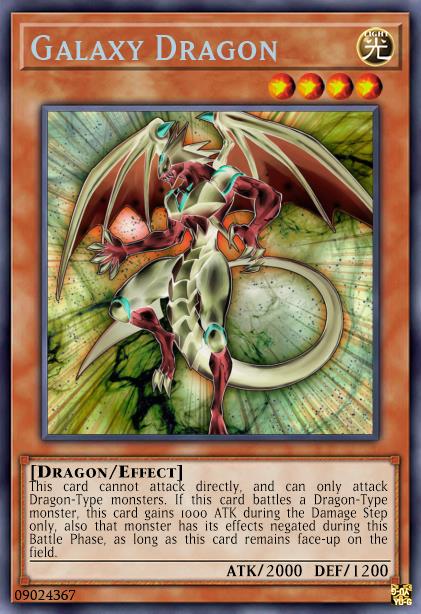 GALAXY DRAGON
LIGHT
光
[DRAGON/EFFECT]
This card cannot attack directly, and can only attack
Dragon-Type monsters. If this card battles a Dragon-Type
monster, this card gains 1000 ATK during the Damage Step
only, also that monster has its effects negated during this
Battle Phase, as long as this card remains face-up on the
field.
ATK/2000 DEF/1200
09024367